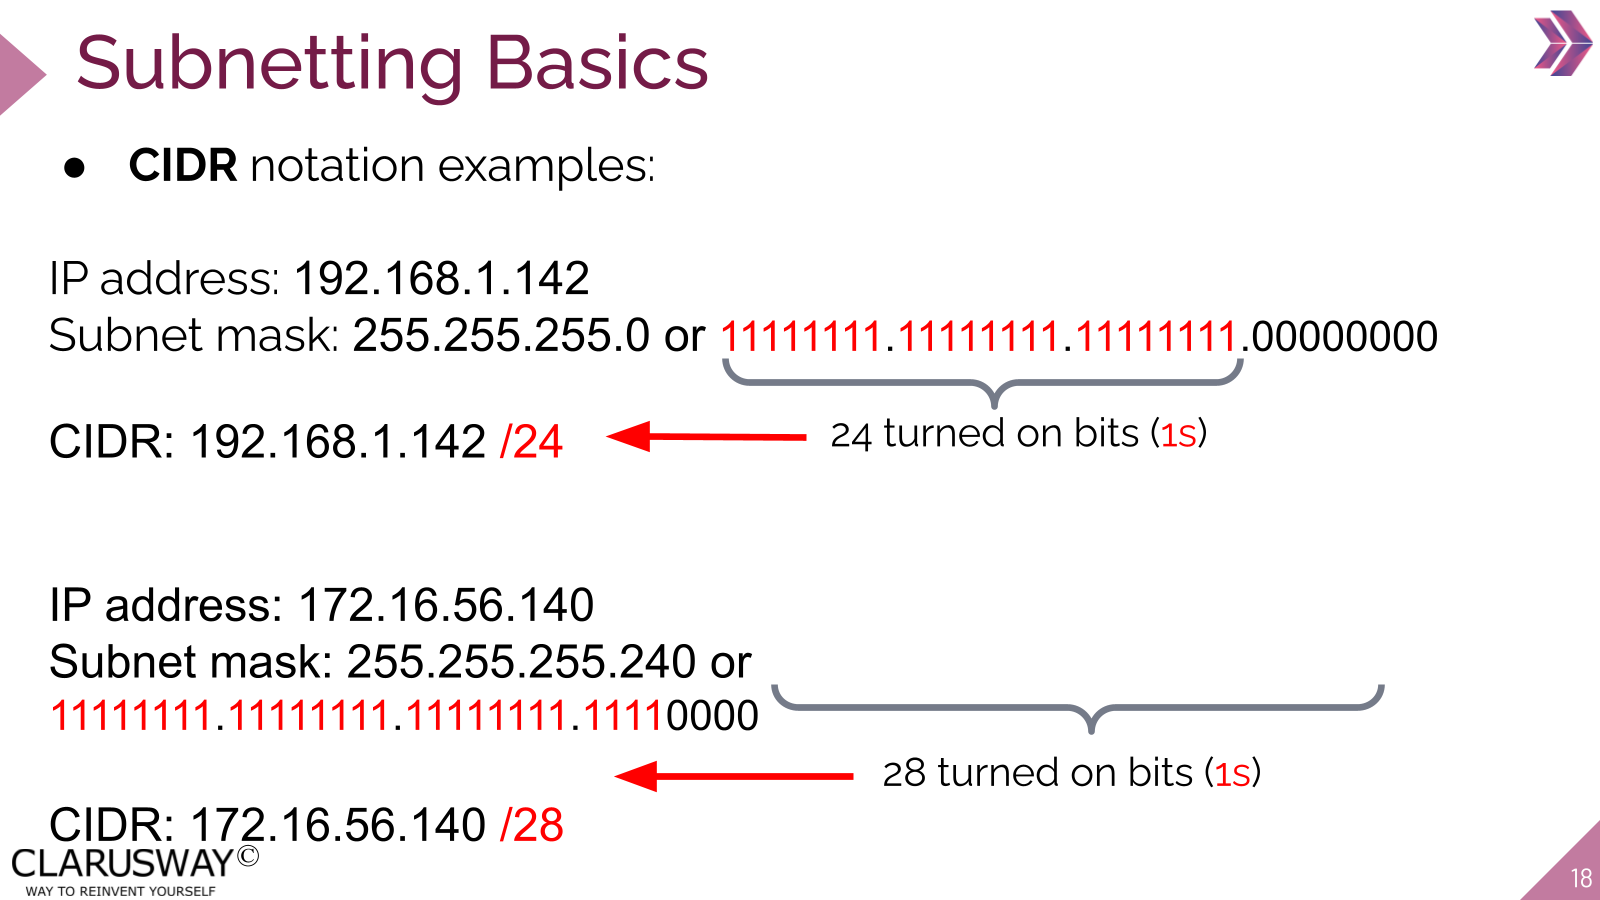 Subnetting Basics
● CIDR notation examples:
IP address: 192.168.1.142
Subnet mask: 255.255.255.0 or 11111111.11111111.11111111.00000000
CIDR: 192.168.1.142 /24
24 turned on bits (1s)
IP address: 172.16.56.140
Subnet mask: 255.255.255.240 or
11111111.11111111.11111111.11110000
28 turned on bits (1s)
CIDR: 172.16.56.140 /28
CLARUSWAY©
WAY TO REINVENT YOURSELF
18